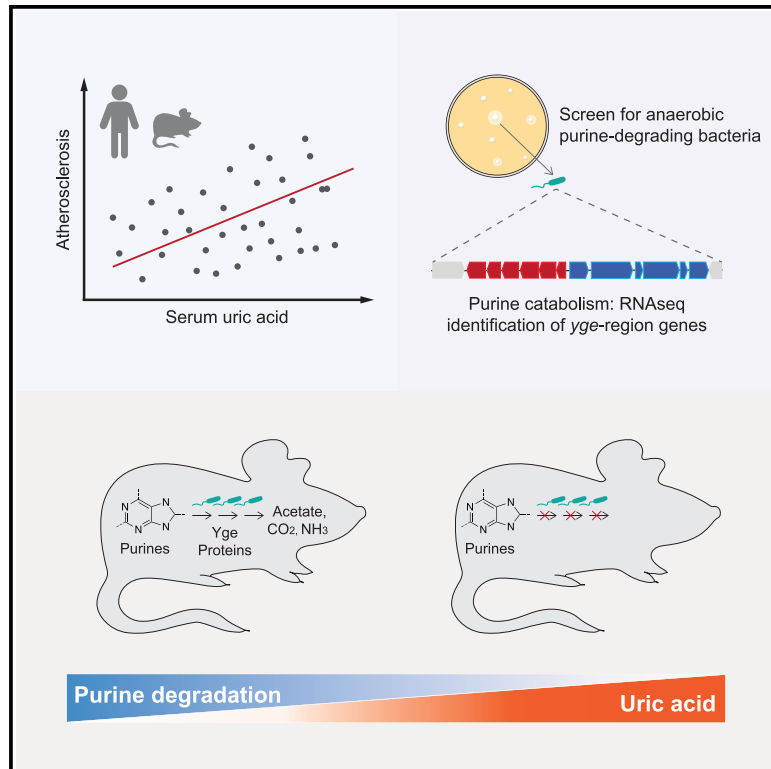 Atherosclerosis
Serum uric acid
Screen for anaerobic
purine-degrading bacteria
Purine catabolism: RNAseq
identification of yge-region genes
N
N
N
N
Purines
Yge
Proteins
Acetate,
CO2, NH3
N
N
N
N
Purines
Purine degradation
Uric acid